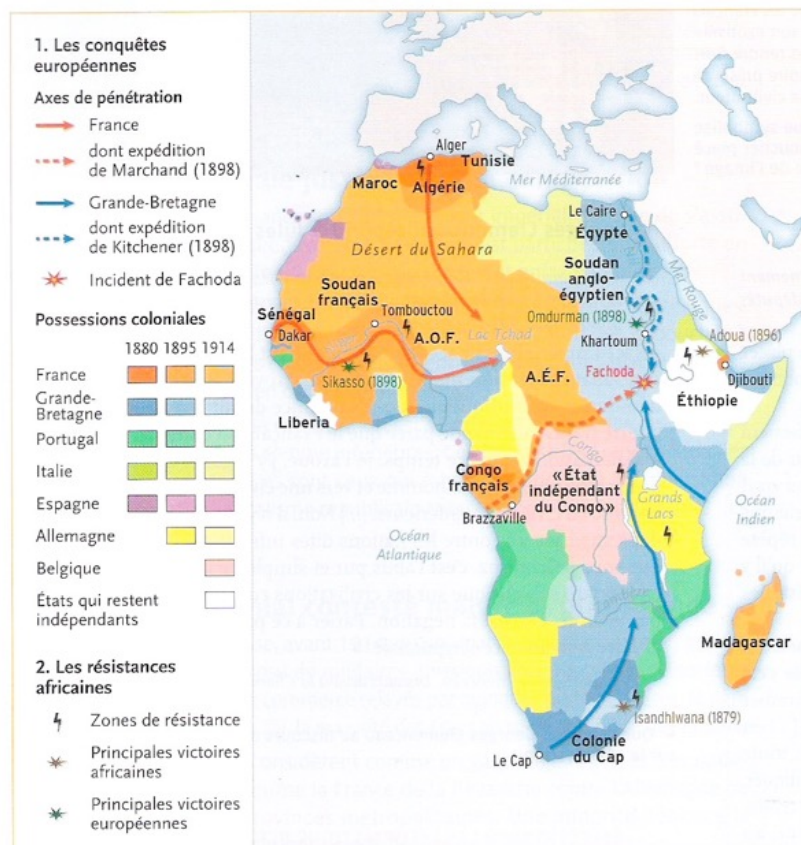 1. Les conquêtes
européennes
Axes de pénétration
France
dont expédition
de Marchand (1898)
Grande-Bretagne
dont expédition
de Kitchener (1898)
Incident de Fachoda
Possessions coloniales
1880 1895 1914
France
Grande-
Bretagne
Portugal
Italie
Espagne
Allemagne
Belgique
États qui restent
indépendants
2. Les résistances
africaines
Zones de résistance
Principales victoires
africaines
Principales victoires
européennes
Alger
Tunisie
Maroc
Algérie
Mer Méditerranée
Le Caire
Égypte
Désert du Sahara
Nil
Mer Rouge
Soudan
français
Soudan
anglo-
égyptien
Tombouctou
Sénégal
Dakar
A.O.F.
Niger
Lac Tchad
Omdurman (1898)
Khartoum
Adoua (1896)
Sikasso (1898)
A.É.F.
Fachoda
Djibouti
Liberia
Éthiopie
Congo
Congo
français
«État
indépendant
du Congo»
Grands
Lacs
Océan
Indien
Brazzaville
Océan
Atlantique
Zambèze
Madagascar
Isandhlwana (1879)
Le Cap
Colonie
du Cap